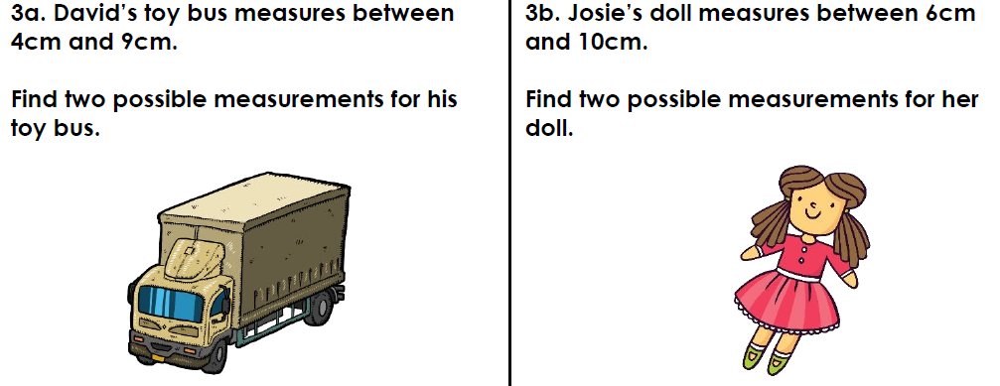 3a. David’s toy bus measures between
4cm and 9cm.
Find two possible measurements for his
toy bus.
3b. Josie’s doll measures between 6cm
and 10cm.
Find two possible measurements for her
doll.